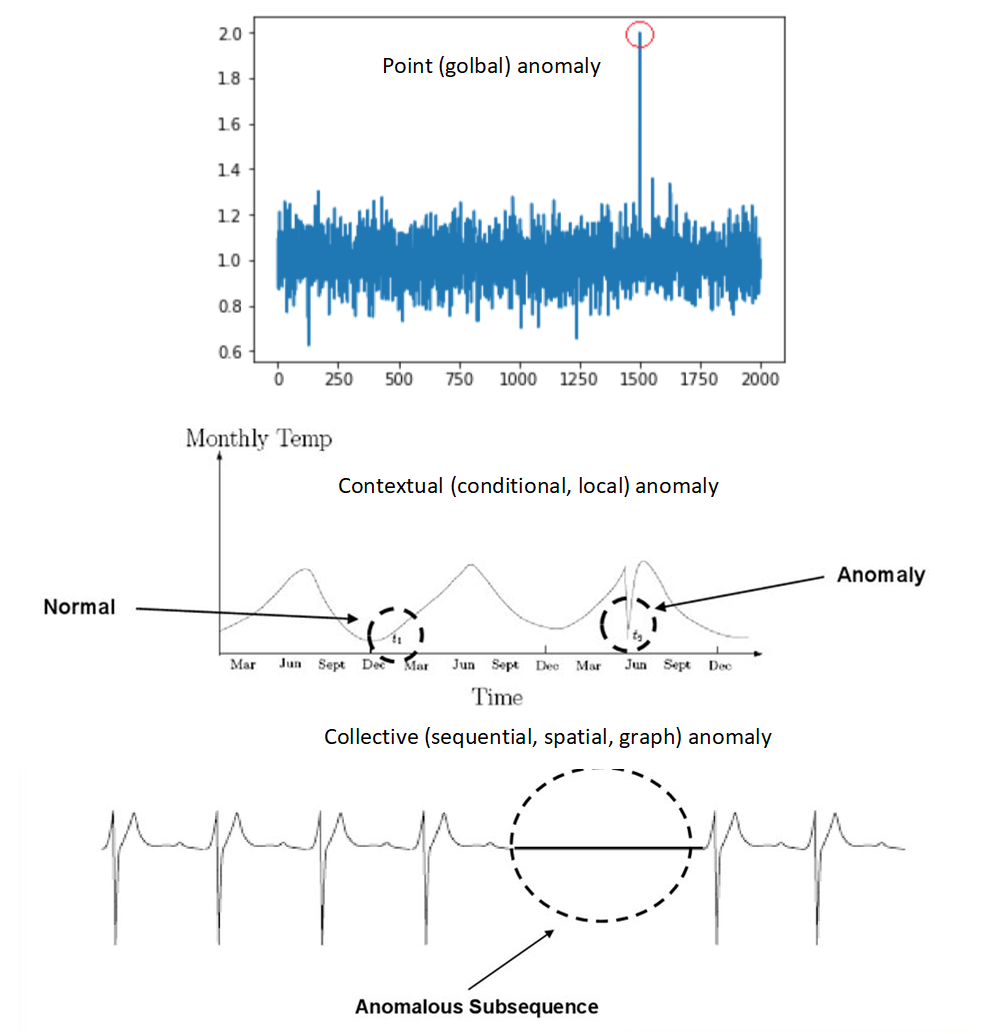 2.0
Point (golbal) anomaly
1.8
1.6
1.4
1.2
1.0
0.8
0.6
0 250 500 750 1000 1250 1500 1750 2000
Monthly Temp
Contextual (conditional, local) anomaly
Anomaly
Normal
t₁
t₂
Mar Jun Sept Dec Mar Jun Sept Dec Mar Jun Sept Dec
Time
Collective (sequential, spatial, graph) anomaly
Anomalous Subsequence